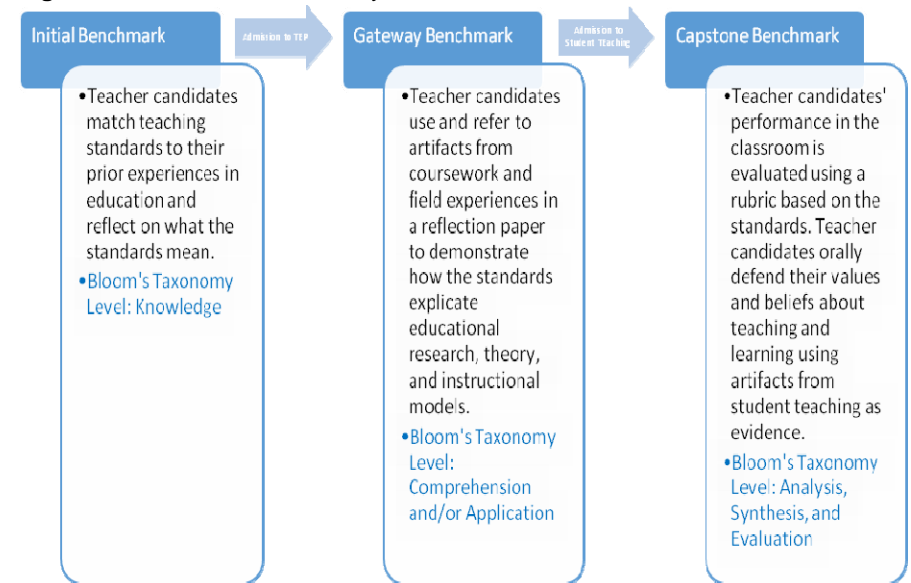 Initial Benchmark
Admission to TEP
Gateway Benchmark
Admission to
Student Teaching
Capstone Benchmark
•Teacher candidates
match teaching
standards to their
prior experiences in
education and
reflect on what the
standards mean.
•Bloom's Taxonomy
Level: Knowledge
•Teacher candidates
use and refer to
artifacts from
coursework and
field experiences in
a reflection paper
to demonstrate
how the standards
explicate
educational
research, theory,
and instructional
models.
•Bloom's Taxonomy
Level:
Comprehension
and/or Application
•Teacher candidates'
performance in the
classroom is
evaluated using a
rubric based on the
standards. Teacher
candidates orally
defend their values
and beliefs about
teaching and
learning using
artifacts from
student teaching as
evidence.
•Bloom's Taxonomy
Level: Analysis,
Synthesis, and
Evaluation